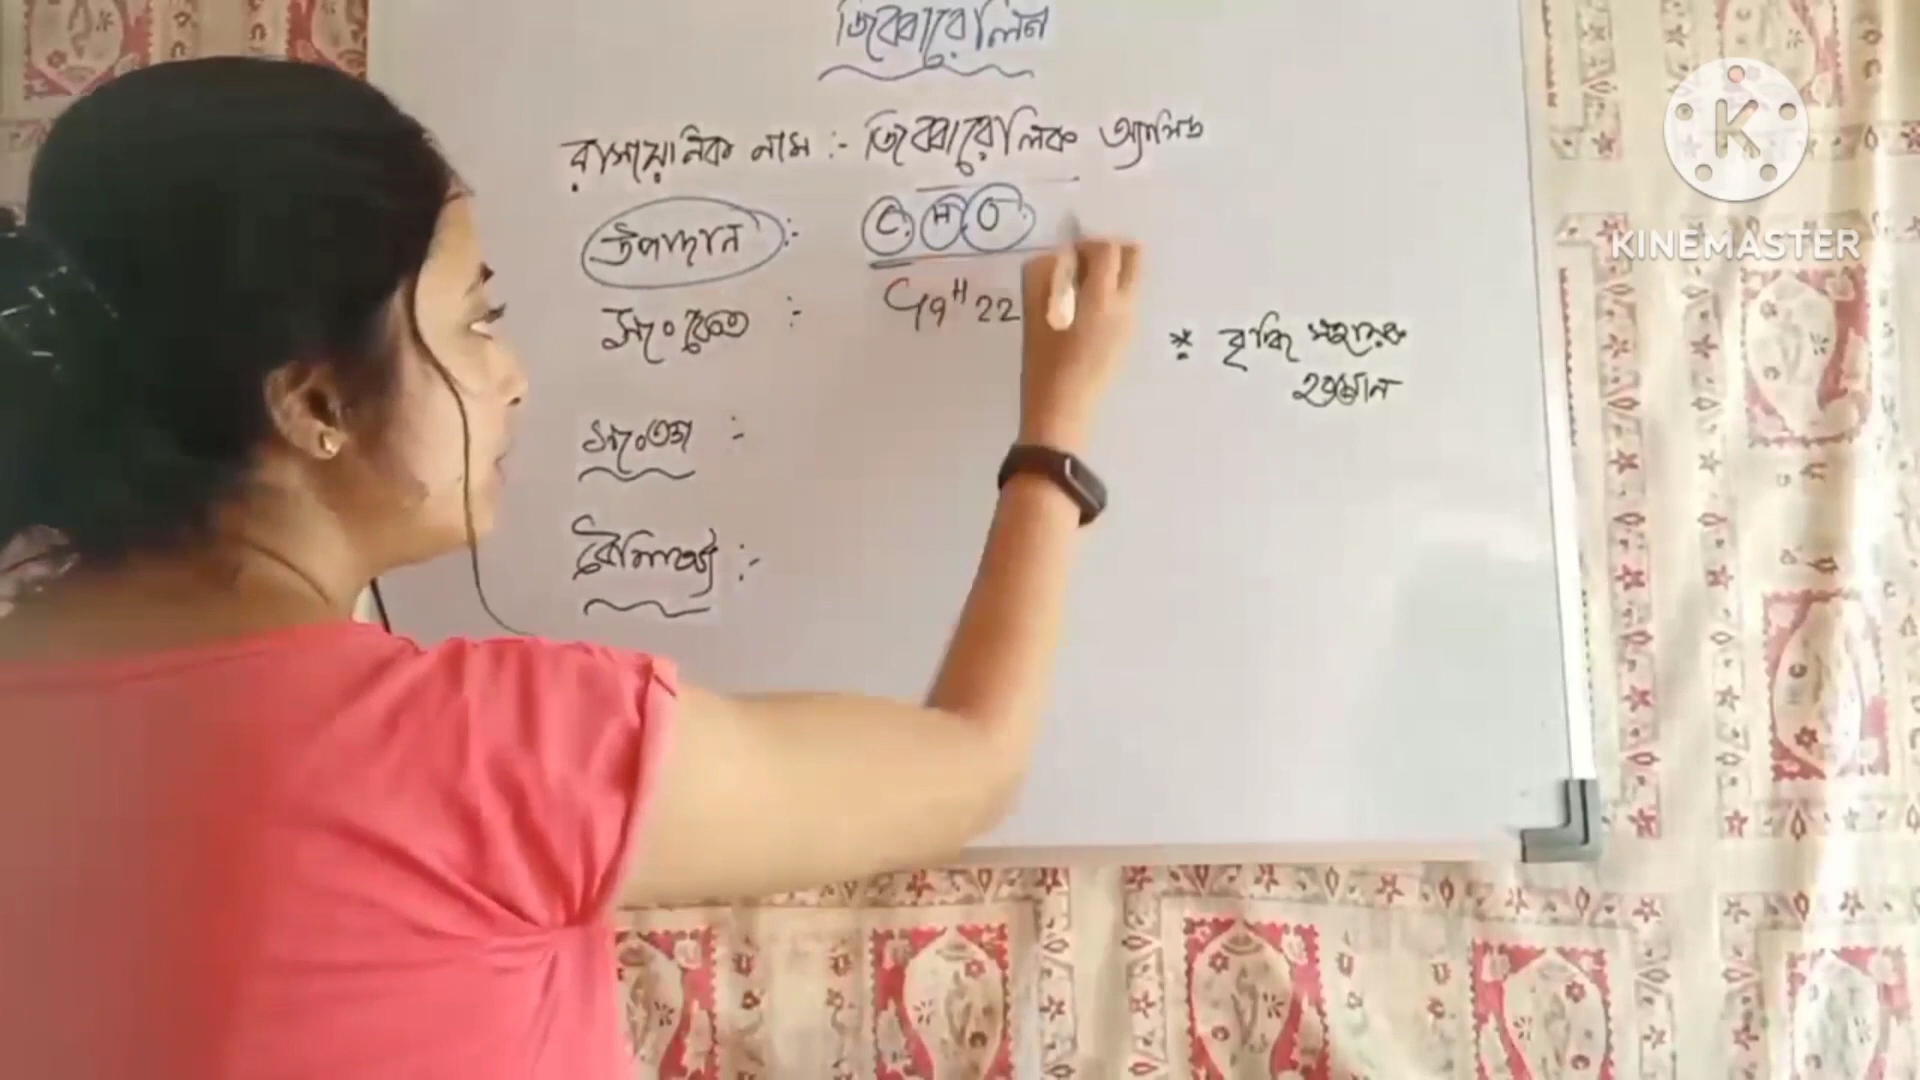 জিব্বারেলিন
রাসায়নিক নাম :- জিব্বারেলিক অ্যাসিড
উপাদান :- C, H, O
সংকেত :- C19H22
* বৃদ্ধি সহায়ক
হরমোন
সংজ্ঞা :-
বৈশিষ্ট্য :-
K
KINEMASTER